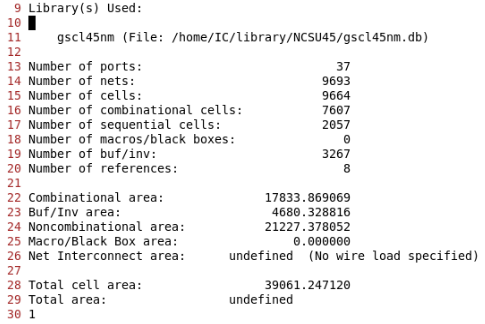 9 Library(s) Used:
10
11     gscl45nm (File: /home/IC/library/NCSU45/gscl45nm.db)
12
13 Number of ports:                           37
14 Number of nets:                          9693
15 Number of cells:                         9664
16 Number of combinational cells:           7607
17 Number of sequential cells:              2057
18 Number of macros/black boxes:               0
19 Number of buf/inv:                       3267
20 Number of references:                       8
21
22 Combinational area:              17833.869069
23 Buf/Inv area:                     4680.328816
24 Noncombinational area:           21227.378052
25 Macro/Black Box area:                0.000000
26 Net Interconnect area:      undefined  (No wire load specified)
27
28 Total cell area:                 39061.247120
29 Total area:                 undefined
30 1